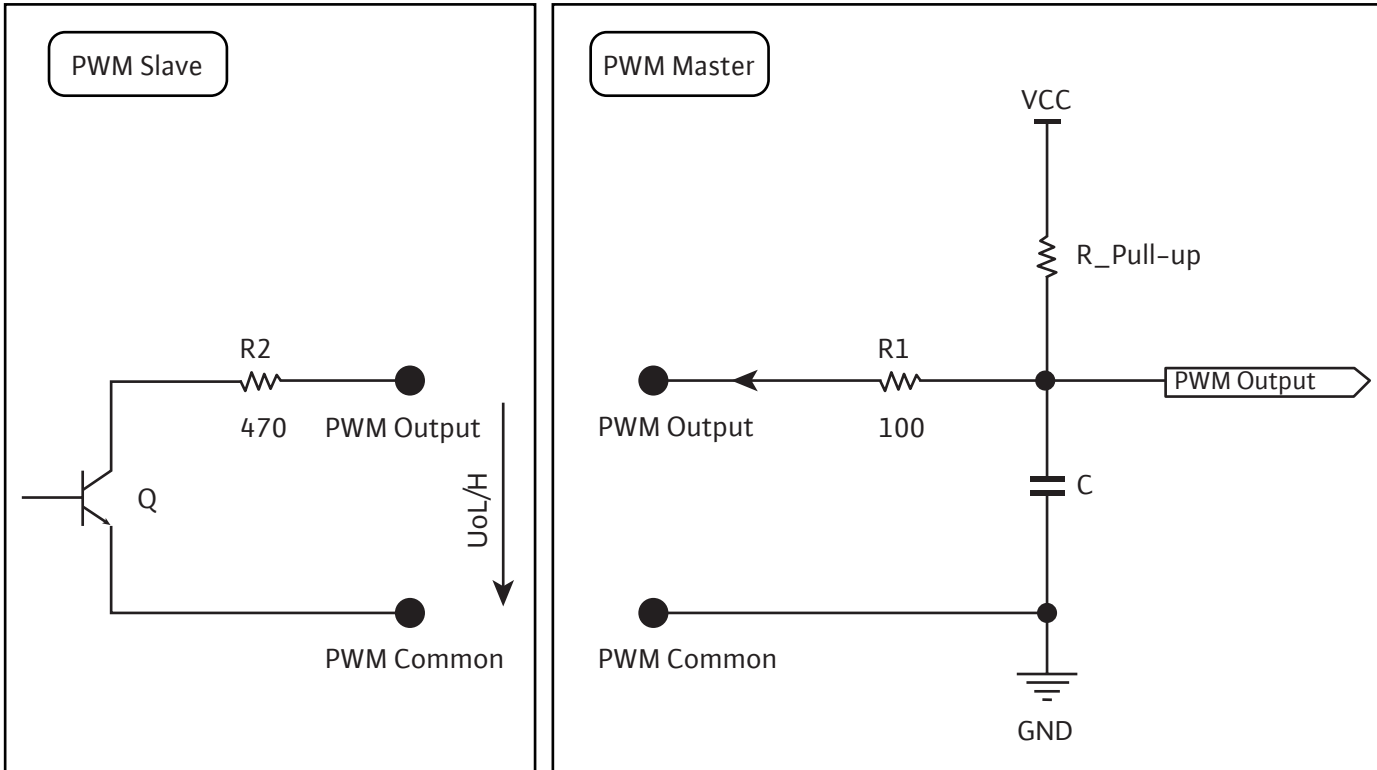 PWM Slave
R2
470
PWM Output
Q
UoL/H
PWM Common
PWM Master
VCC
R_Pull-up
R1
100
PWM Output
PWM Output
C
PWM Common
GND